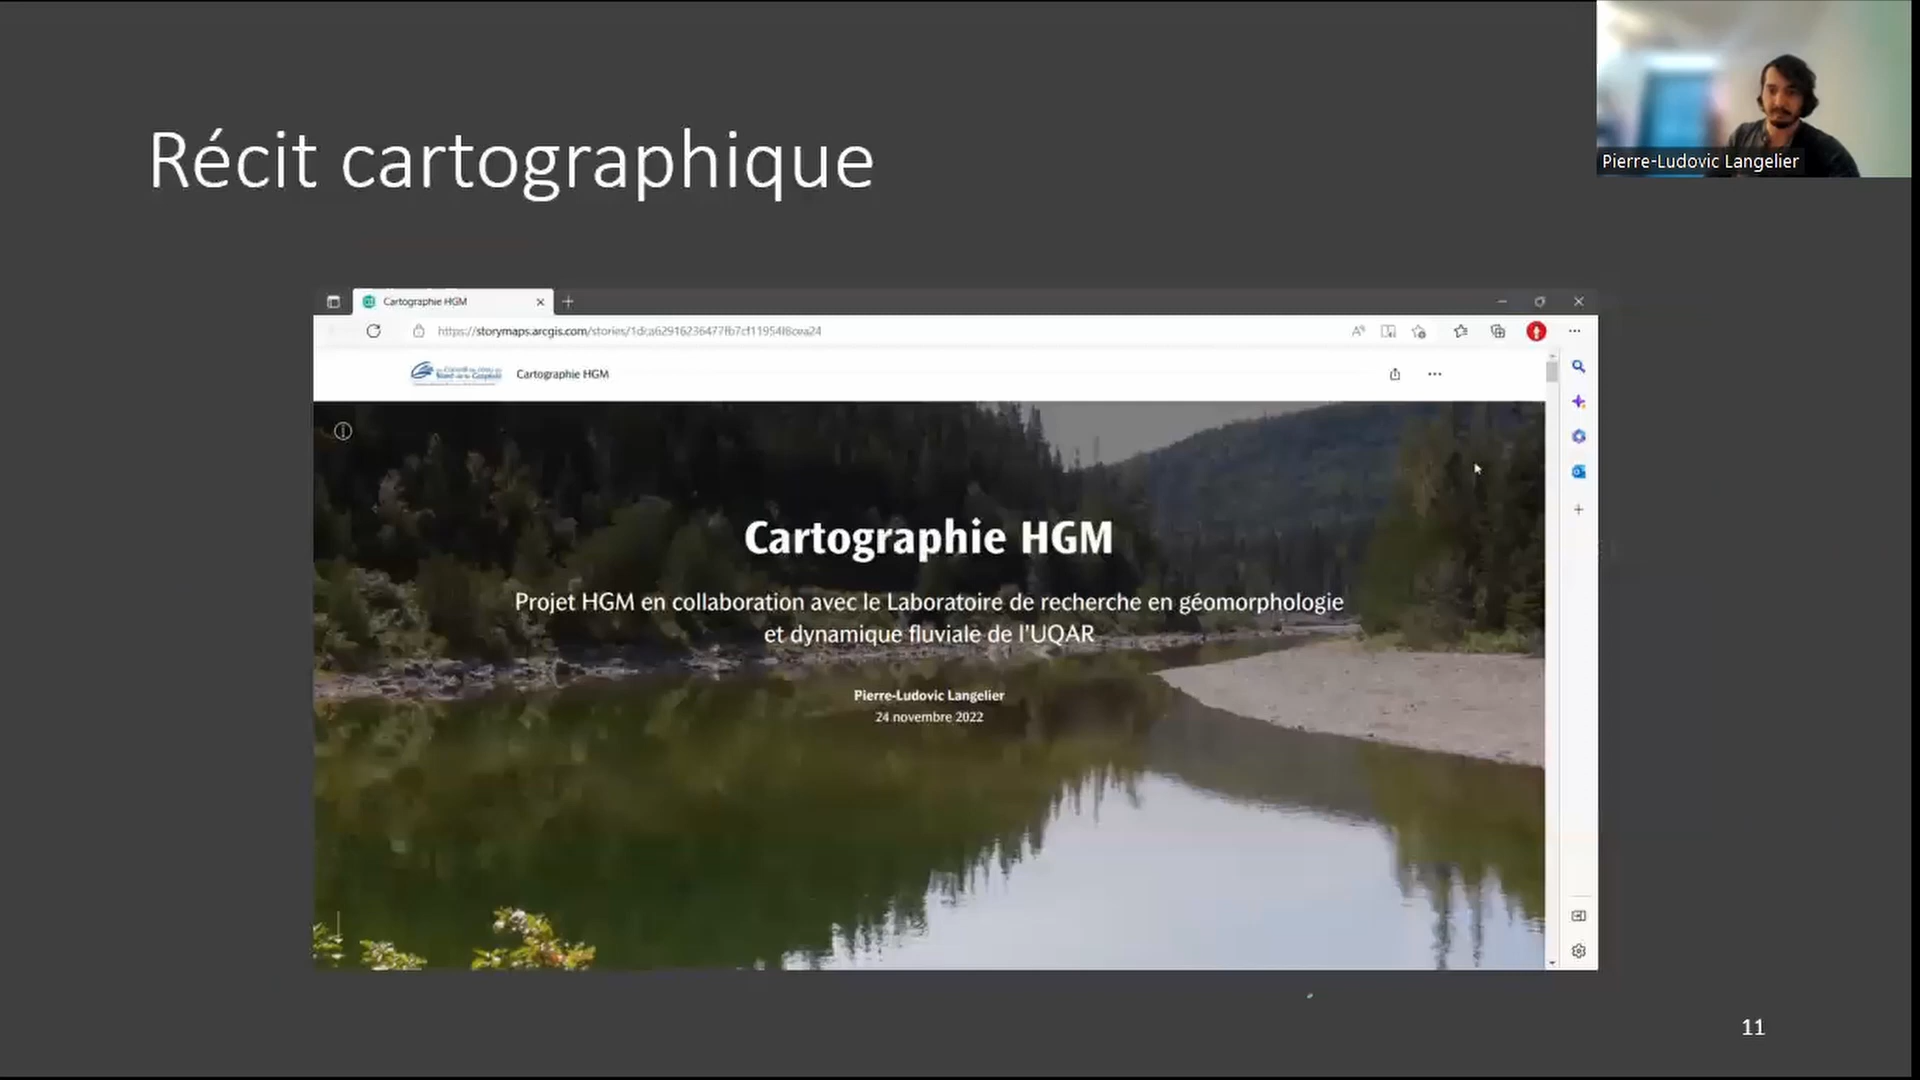 Récit cartographique
Pierre-Ludovic Langelier
Cartographie HGM
Cartographie HGM
Cartographie HGM
Projet HGM en collaboration avec le Laboratoire de recherche en géomorphologie
et dynamique fluviale de l'UQAR
Pierre-Ludovic Langelier
24 novembre 2022
11